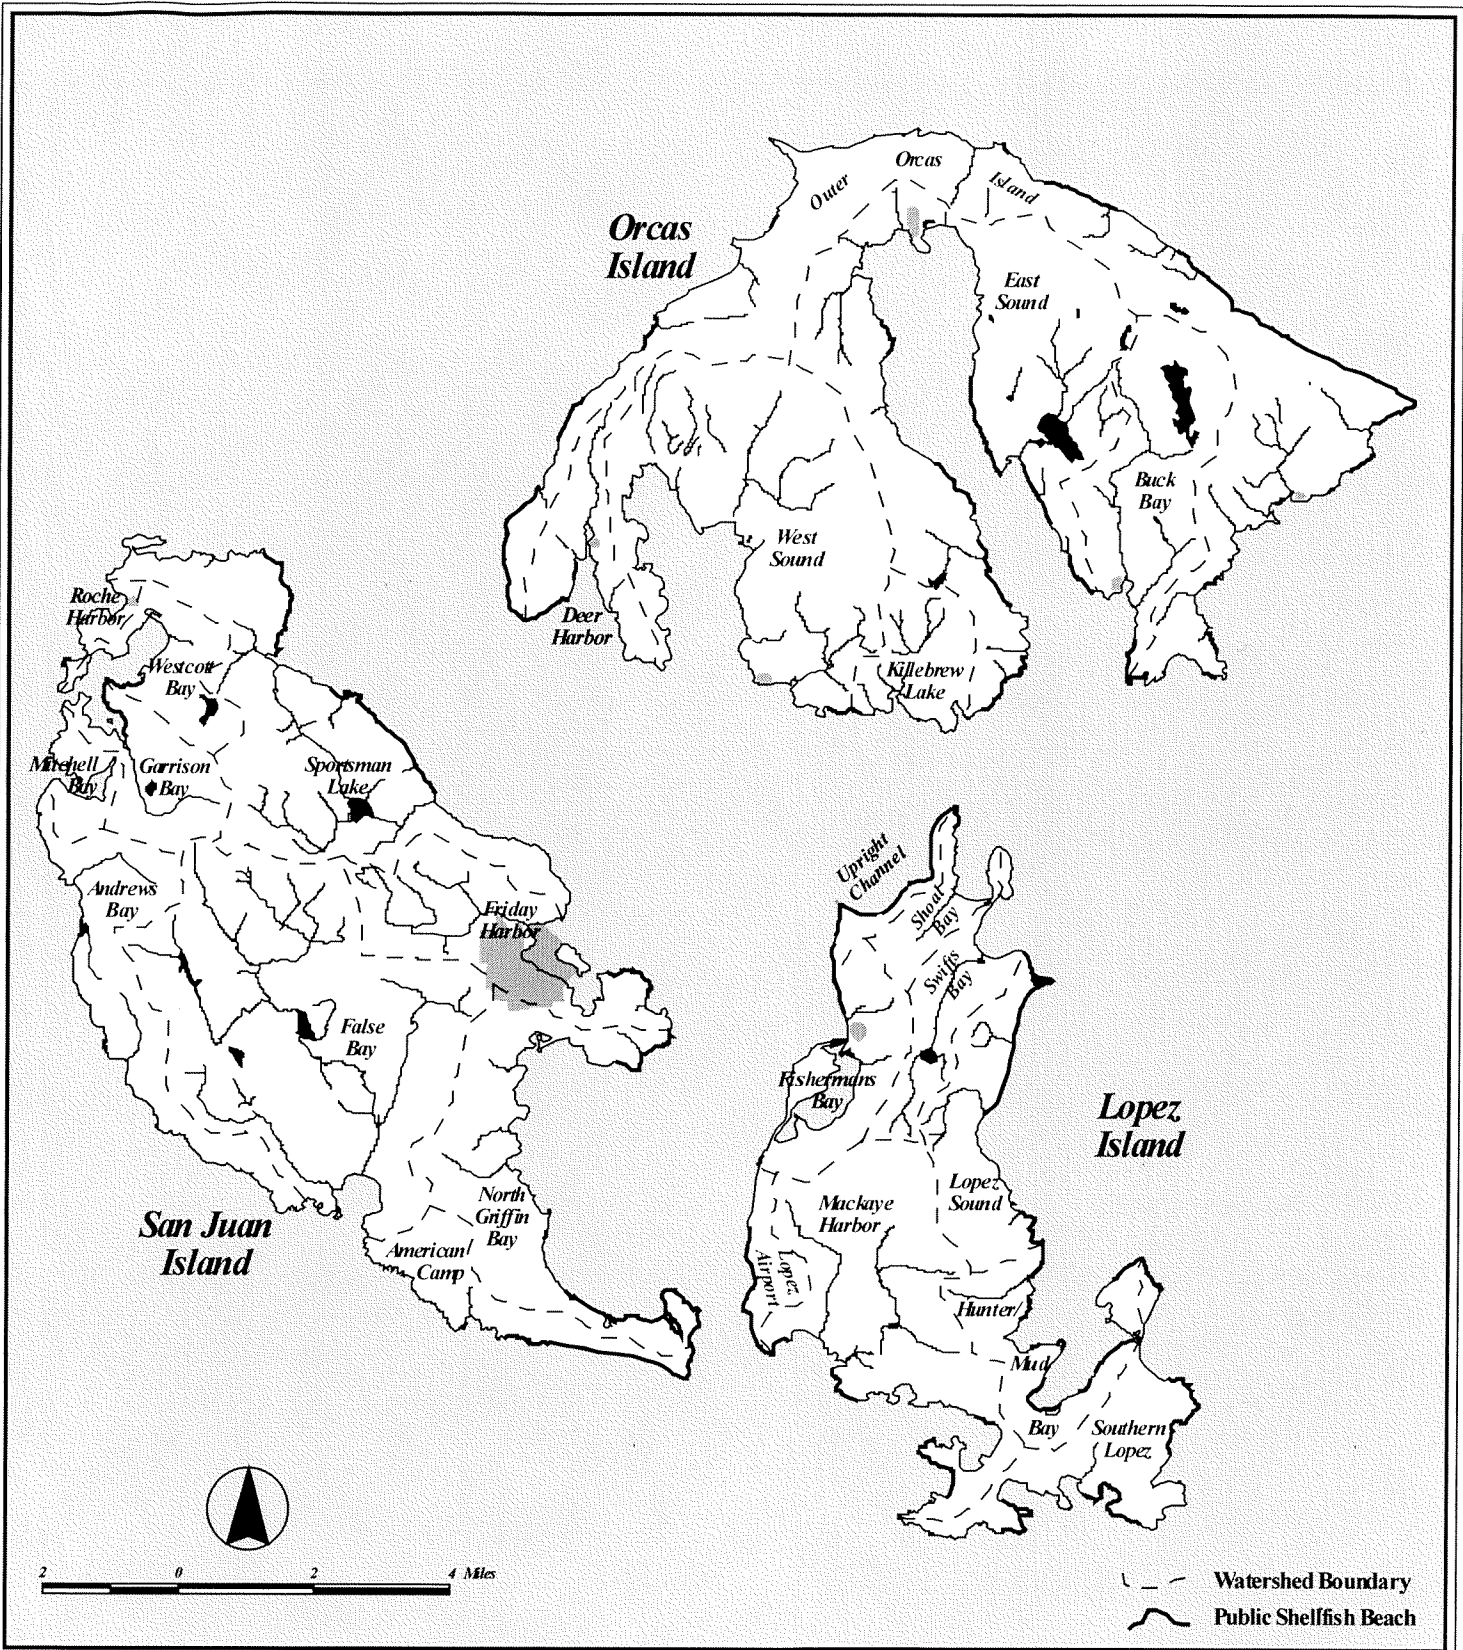 Orcas
Island
Outer
Orcas
Island
East
Sound
Buck
Bay
West
Sound
Deer
Harbor
Killebrew
Lake
Roche
Harbor
Westcott
Bay
Mitchell
Bay
Garrison
Bay
Sportsman
Lake
Andrews
Bay
Friday
Harbor
False
Bay
North
Griffin
Bay
American
Camp
San Juan
Island
Upright
Channel
Shoal
Bay
Swifts
Bay
Fishermans
Bay
Lopez
Island
Lopez
Sound
Mackaye
Harbor
Lopez
Airport
Hunter/
Mud
Bay
Southern
Lopez
2 0 2 4 Miles
Watershed Boundary
Public Shellfish Beach